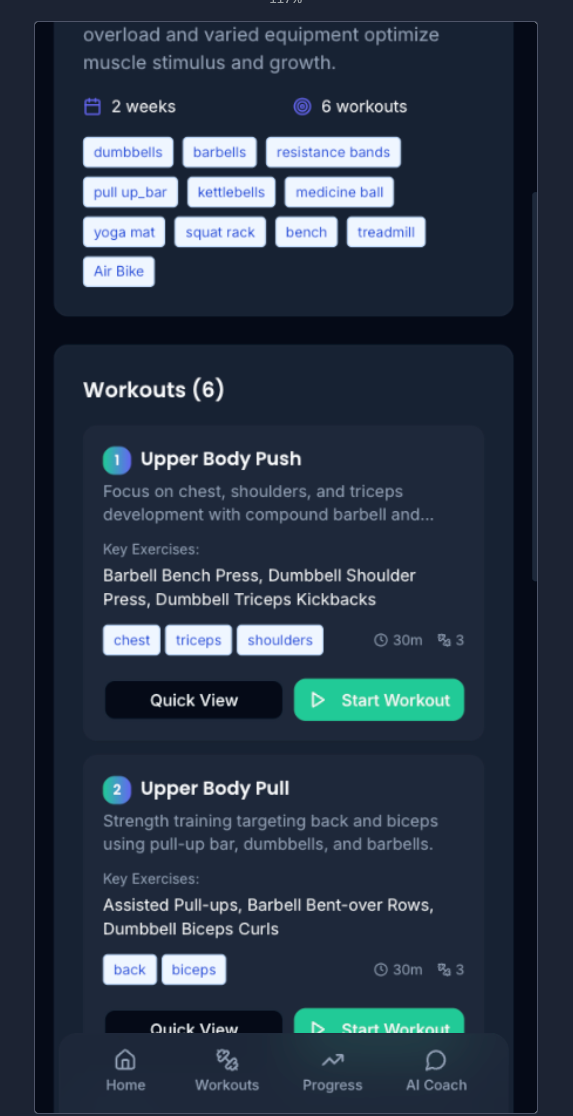 117%
overload and varied equipment optimize
muscle stimulus and growth.
2 weeks
6 workouts
dumbbells
barbells
resistance bands
pull up_bar
kettlebells
medicine ball
yoga mat
squat rack
bench
treadmill
Air Bike
Workouts (6)
1
Upper Body Push
Focus on chest, shoulders, and triceps
development with compound barbell and...
Key Exercises:
Barbell Bench Press, Dumbbell Shoulder
Press, Dumbbell Triceps Kickbacks
chest
triceps
shoulders
30m
3
Quick View
Start Workout
2
Upper Body Pull
Strength training targeting back and biceps
using pull-up bar, dumbbells, and barbells.
Key Exercises:
Assisted Pull-ups, Barbell Bent-over Rows,
Dumbbell Biceps Curls
back
biceps
30m
3
Quick View
Start Workout
Home
Workouts
Progress
AI Coach